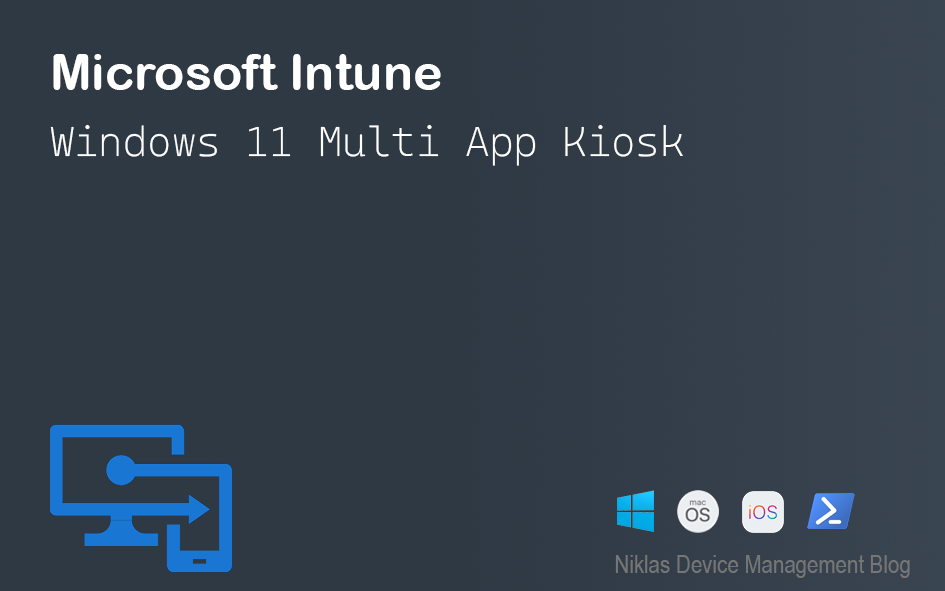 Microsoft Intune
Windows 11 Multi App Kiosk
mac
OS
iOS
Niklas Device Management Blog